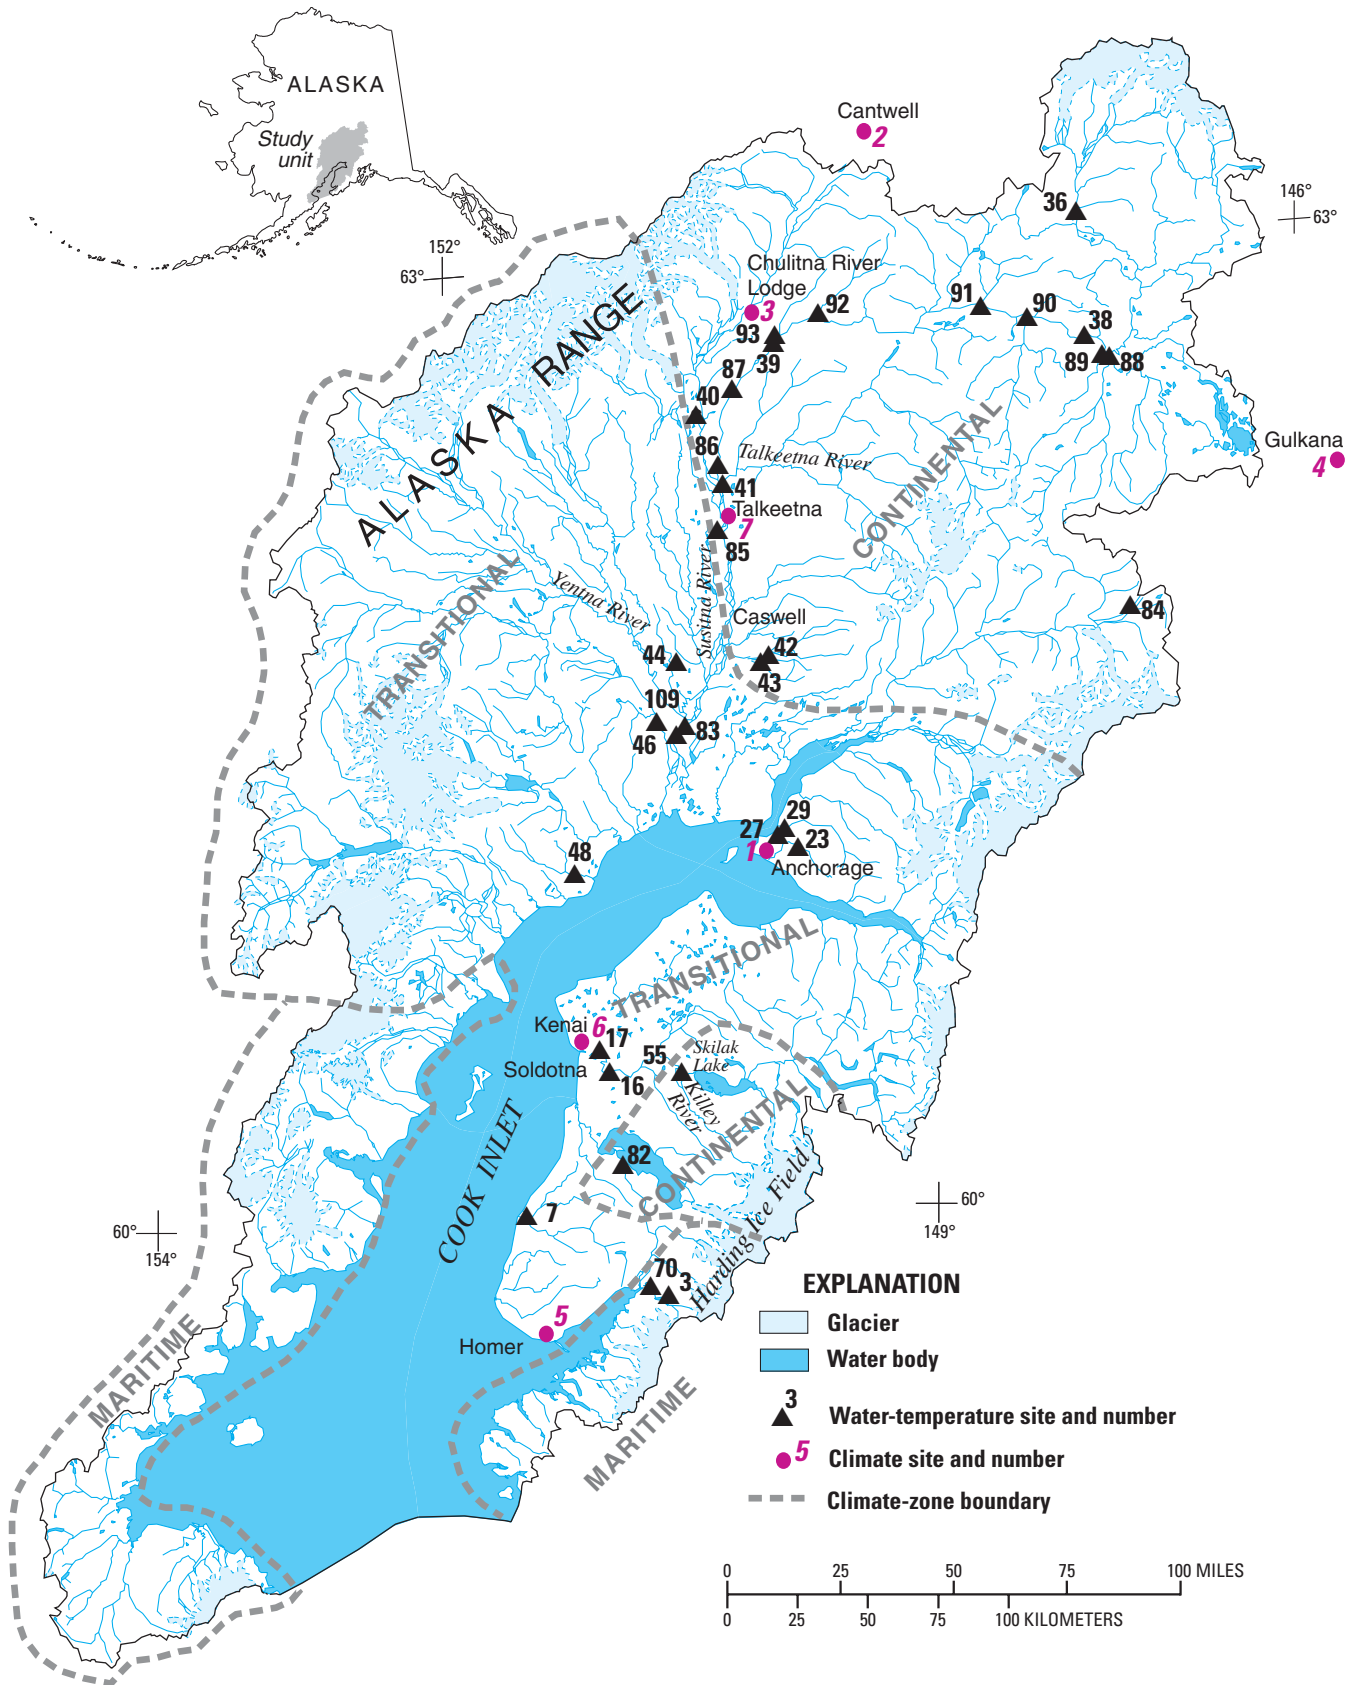 ALASKA
Study
unit
Cantwell
2
146°
63°
36
152°
63°
Chulitna River
Lodge
3
92
91
90
38
93
39
89
88
87
40
ALASKA RANGE
CONTINENTAL
86
Talkeetna River
Gulkana
4
41
Talkeetna
7
85
TRANSITIONAL
Yentna River
Susitna River
Caswell
84
42
44
43
109
83
46
29
27
23
1
Anchorage
48
TRANSITIONAL
Kenai
6
17
55
Skilak
Lake
Soldotna
16
Killey
River
COOK INLET
CONTINENTAL
82
Harding Ice Field
7
60°
149°
60°
154°
70
3
5
Homer
MARITIME
MARITIME
EXPLANATION
Glacier
Water body
3
Water-temperature site and number
5
Climate site and number
Climate-zone boundary
0 25 50 75 100 MILES
0 25 50 75 100 KILOMETERS